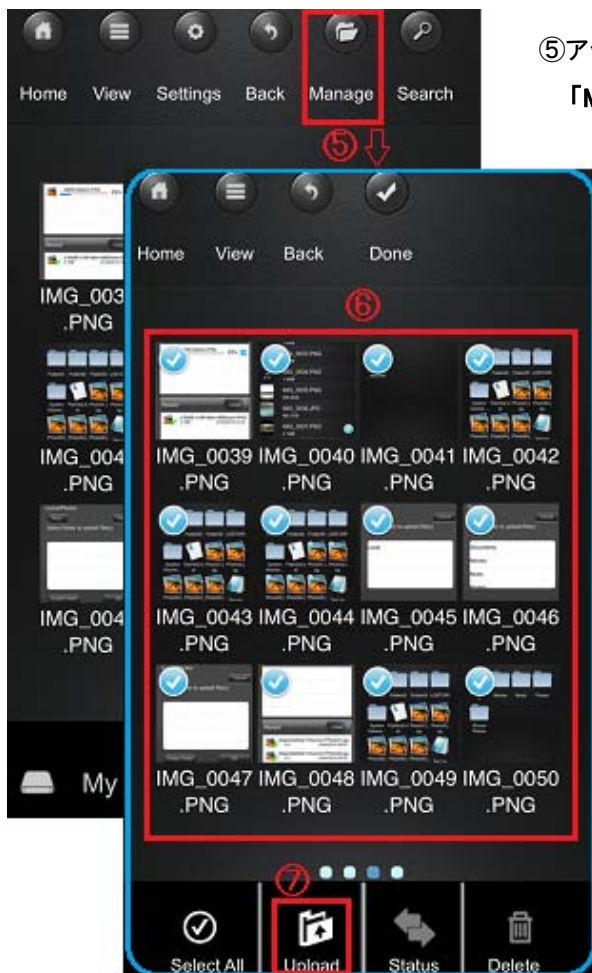 Home View Settings Back Manage Search
⑤ア
「M
⑤
Home View Back Done
IMG_003
.PNG
⑥
IMG_0039 IMG_0040 IMG_0041 IMG_0042
.PNG .PNG .PNG .PNG
IMG_004
.PNG
IMG_0043 IMG_0044 IMG_0045 IMG_0046
.PNG .PNG .PNG .PNG
IMG_004
.PNG
IMG_0047 IMG_0048 IMG_0049 IMG_0050
.PNG .PNG .PNG .PNG
My
⑦
Select All Upload Status Delete